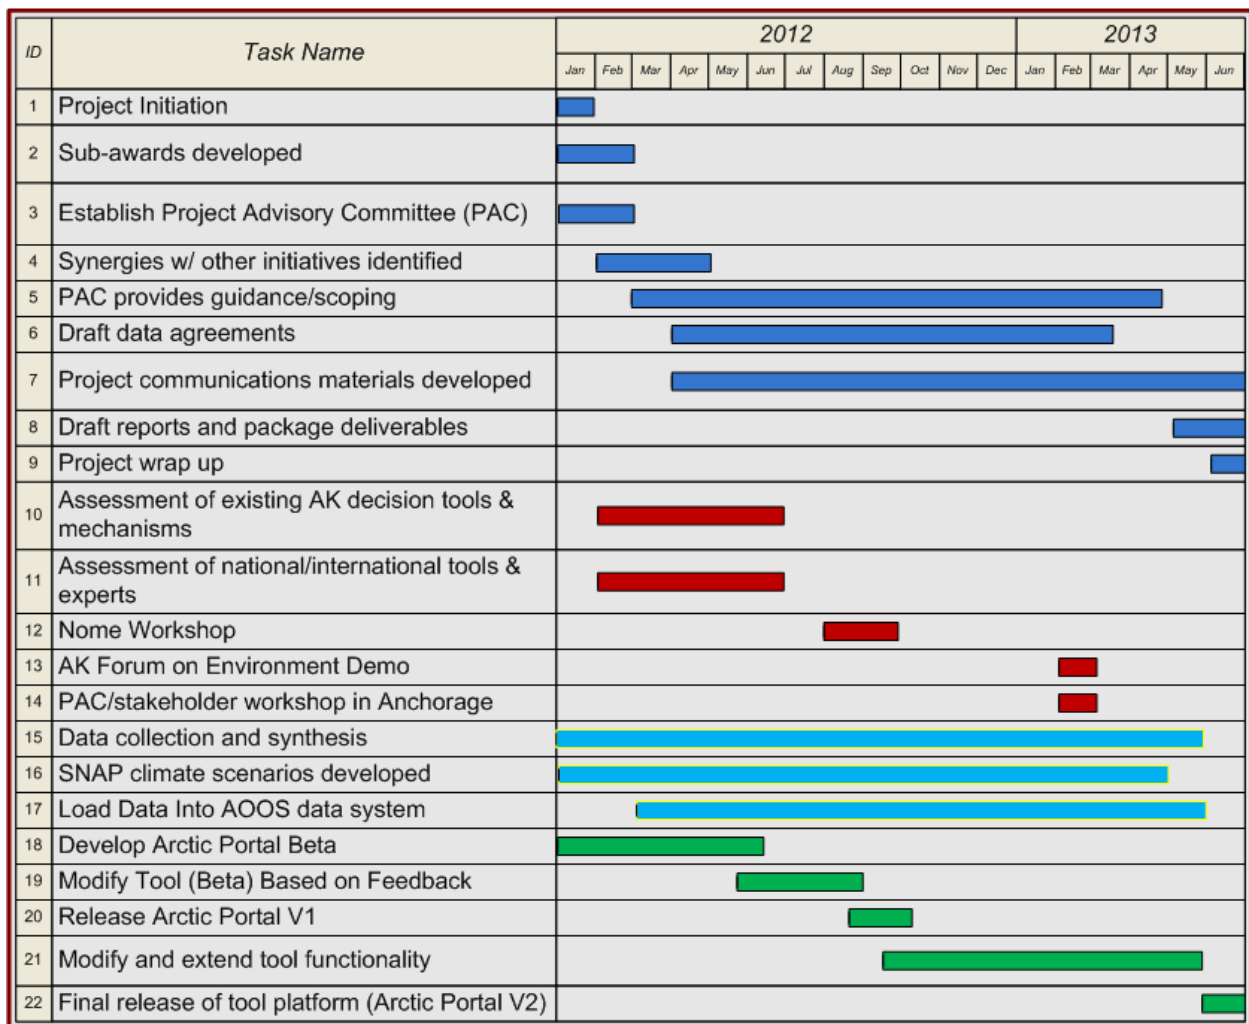 ID Task Name 2012 2013
Jan Feb Mar Apr May Jun Jul Aug Sep Oct Nov Dec Jan Feb Mar Apr May Jun
1 Project Initiation
2 Sub-awards developed
3 Establish Project Advisory Committee (PAC)
4 Synergies w/ other initiatives identified
5 PAC provides guidance/scoping
6 Draft data agreements
7 Project communications materials developed
8 Draft reports and package deliverables
9 Project wrap up
10 Assessment of existing AK decision tools &
mechanisms
11 Assessment of national/international tools &
experts
12 Nome Workshop
13 AK Forum on Environment Demo
14 PAC/stakeholder workshop in Anchorage
15 Data collection and synthesis
16 SNAP climate scenarios developed
17 Load Data Into AOOS data system
18 Develop Arctic Portal Beta
19 Modify Tool (Beta) Based on Feedback
20 Release Arctic Portal V1
21 Modify and extend tool functionality
22 Final release of tool platform (Arctic Portal V2)